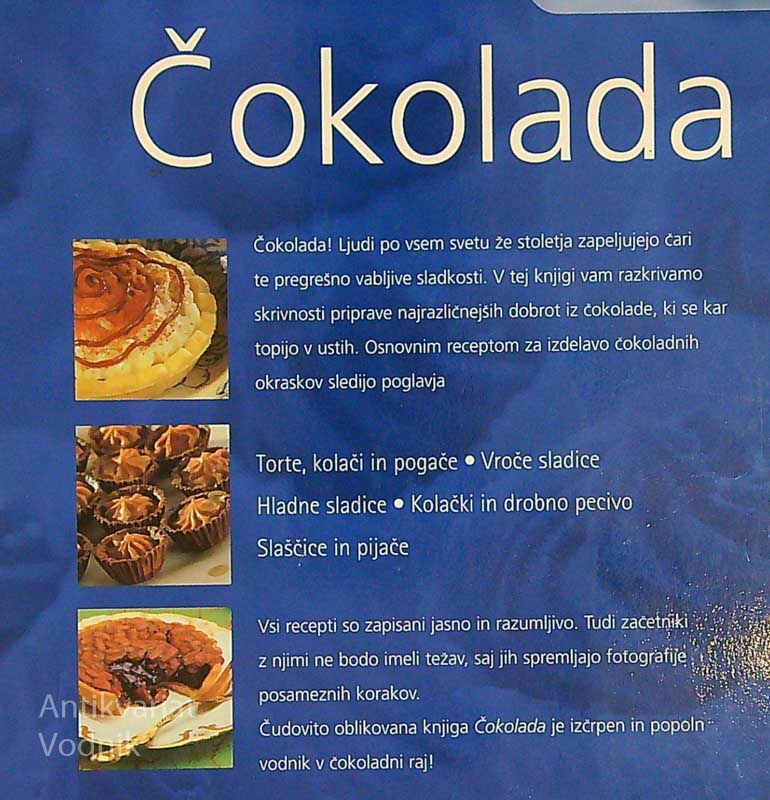 Čokolada
Čokolada! Ljudi po vsem svetu že stoletja zapeljujejo čari
te pregrešno vabljive sladkosti. V tej knjigi vam razkrivamo
skrivnosti priprave najrazličnejših dobrot iz čokolade, ki se kar
topijo v ustih. Osnovnim receptom za izdelavo čokoladnih
okraskov sledijo poglavja
Torte, kolači in pogače • Vroče sladice
Hladne sladice • Kolački in drobno pecivo
Slaščice in pijače
Vsi recepti so zapisani jasno in razumljivo. Tudi začetniki
z njimi ne bodo imeli težav, saj jih spremljajo fotografije
posameznih korakov.
Čudovito oblikovana knjiga Čokolada je izčrpen in popoln
vodnik v čokoladni raj!
Antikvariat
Vodnik